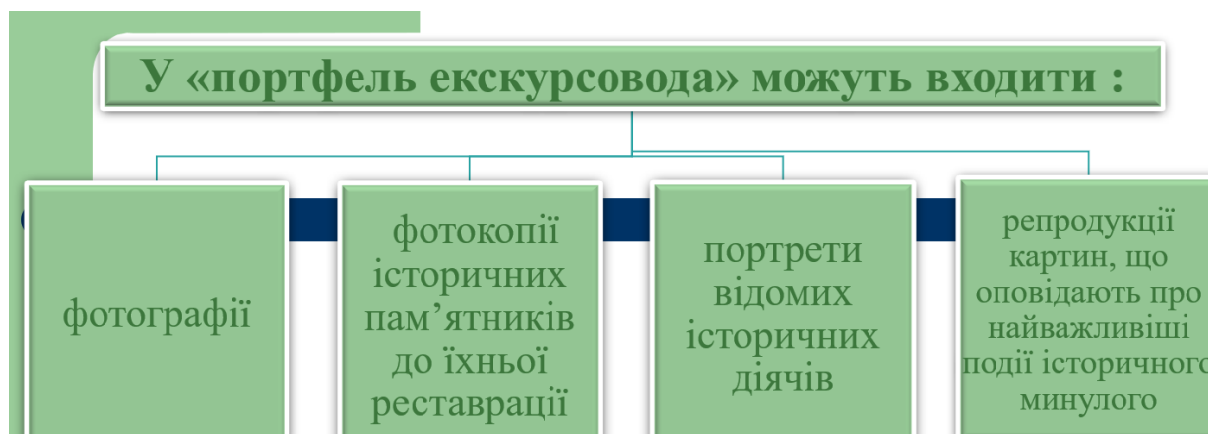 У «портфель екскурсовода» можуть входити :
фотографії
фотокопії
історичних
пам’ятників
до їхньої
реставрації
портрети
відомих
історичних
діячів
репродукції
картин, що
оповідають про
найважливіші
події історичного
минулого